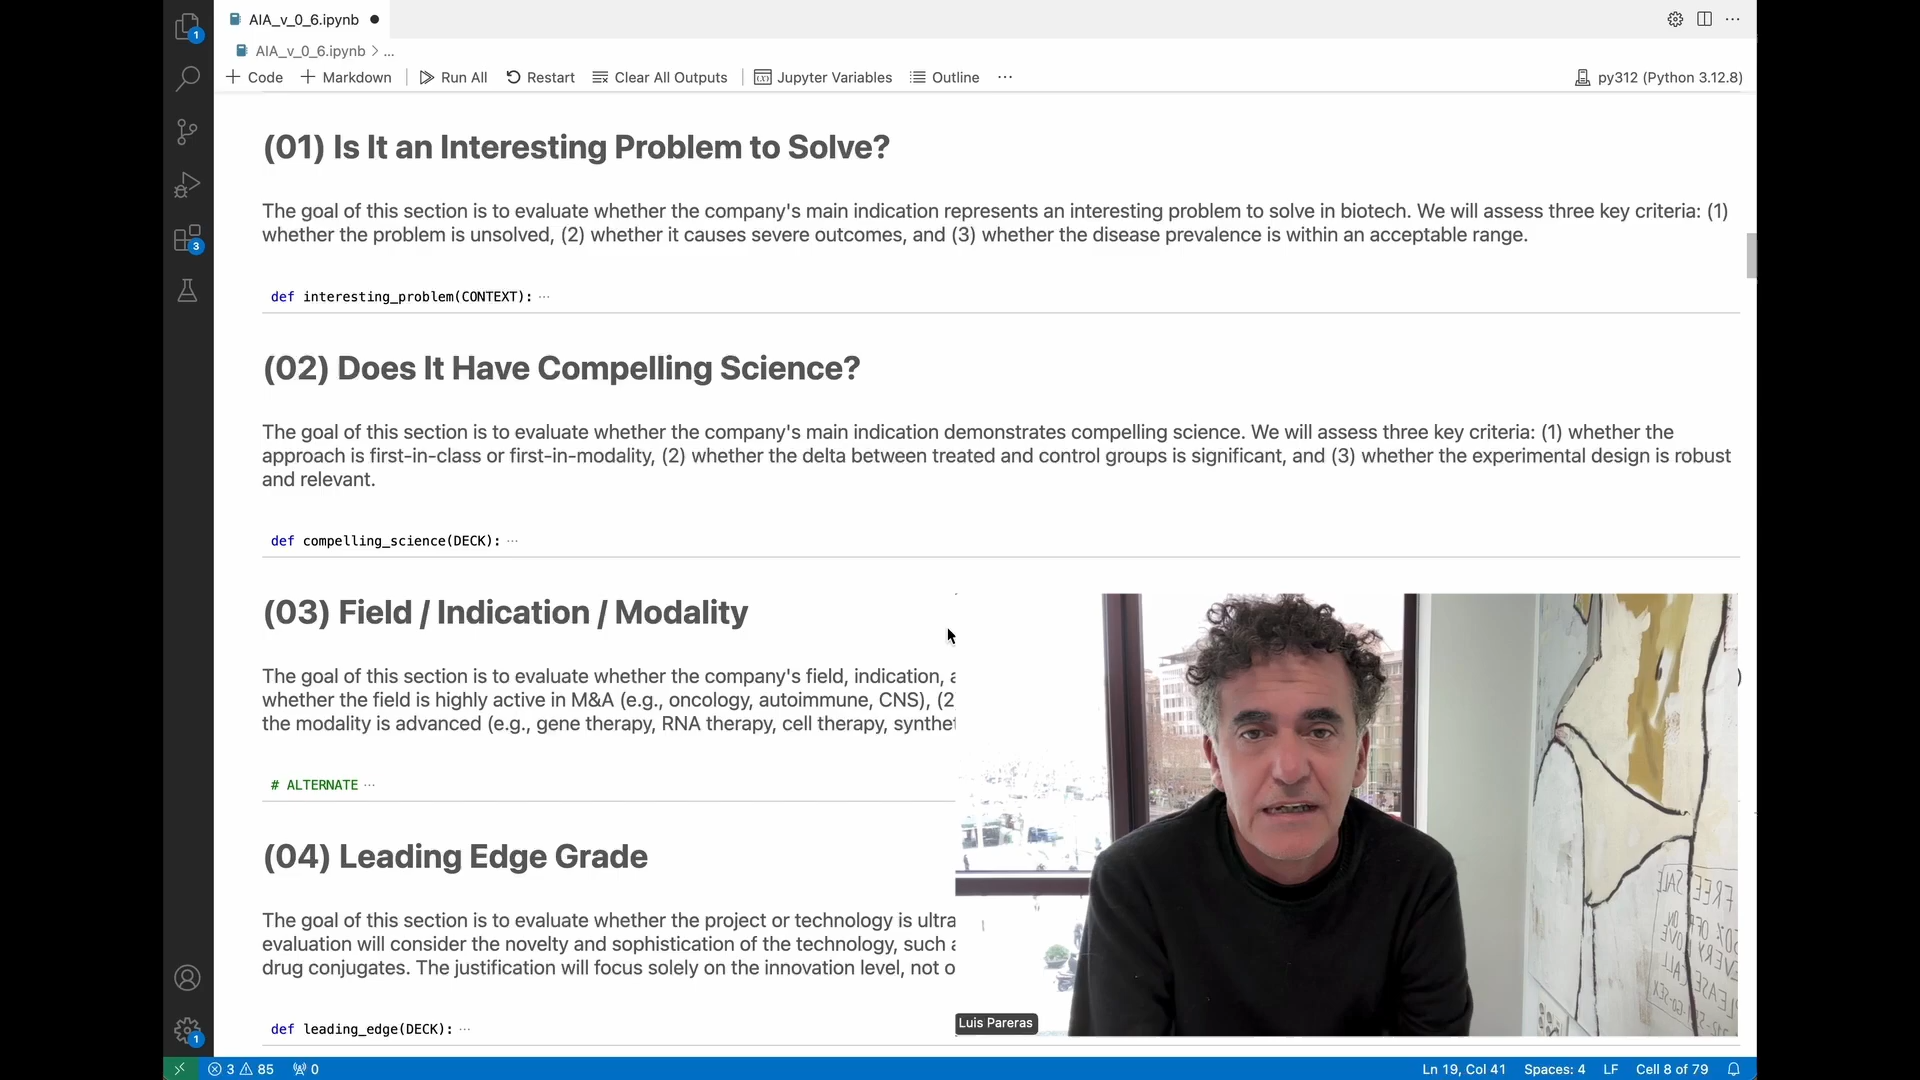 AIA_v_0_6.ipynb
AIA_v_0_6.ipynb > ...
Code Markdown Run All Restart Clear All Outputs Jupyter Variables Outline ... py312 (Python 3.12.8)
1
3
(01) Is It an Interesting Problem to Solve?
The goal of this section is to evaluate whether the company's main indication represents an interesting problem to solve in biotech. We will assess three key criteria: (1)
whether the problem is unsolved, (2) whether it causes severe outcomes, and (3) whether the disease prevalence is within an acceptable range.
def interesting_problem(CONTEXT): ...
(02) Does It Have Compelling Science?
The goal of this section is to evaluate whether the company's main indication demonstrates compelling science. We will assess three key criteria: (1) whether the
approach is first-in-class or first-in-modality, (2) whether the delta between treated and control groups is significant, and (3) whether the experimental design is robust
and relevant.
def compelling_science(DECK): ...
(03) Field / Indication / Modality
The goal of this section is to evaluate whether the company's field, indication,
whether the field is highly active in M&A (e.g., oncology, autoimmune, CNS), (2
the modality is advanced (e.g., gene therapy, RNA therapy, cell therapy,
# ALTERNATE ...
(04) Leading Edge Grade
The goal of this section is to evaluate whether the project or technology is
evaluation will consider the novelty and sophistication of the technology, such
drug conjugates. The justification will focus solely on the innovation level, not
def leading_edge(DECK): ...
Luis Pareras
1
3 85 0 Ln 19, Col 41 Spaces: 4 LF Cell 8 of 79